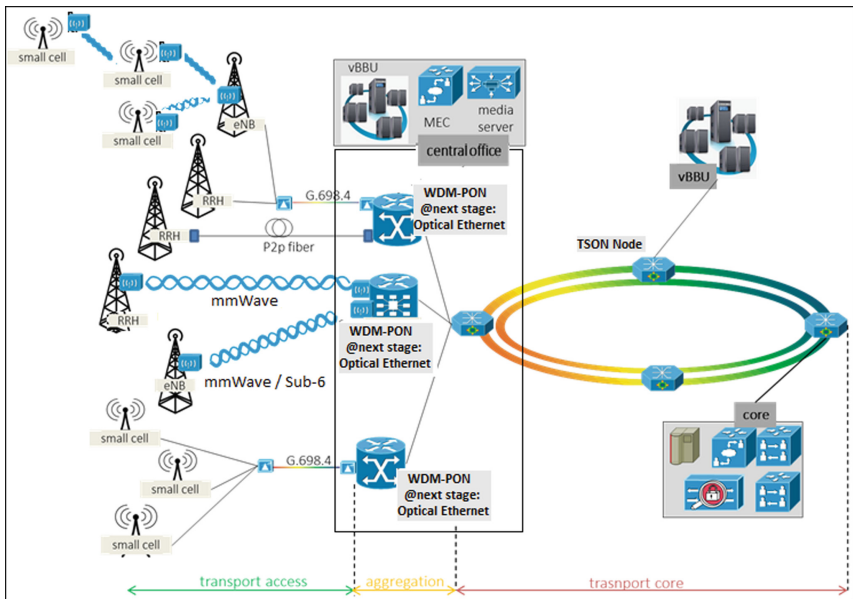 small cell
small cell
small cell
eNB
vBBU
MEC
media
server
central office
vBBU
RRH
G.698.4
WDM-PON
@next stage:
Optical Ethernet
RRH
P2p fiber
TSON Node
mmWave
RRH
WDM-PON
@next stage:
Optical Ethernet
eNB
mmWave / Sub-6
small cell
small cell
small cell
G.698.4
WDM-PON
@next stage:
Optical Ethernet
core
transport access
aggregation
trasnport core